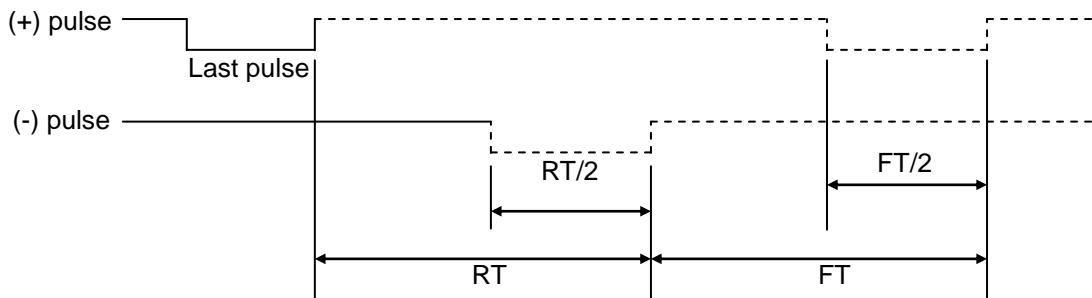 (+) pulse
Last pulse
(-) pulse
RT/2
FT/2
RT
FT